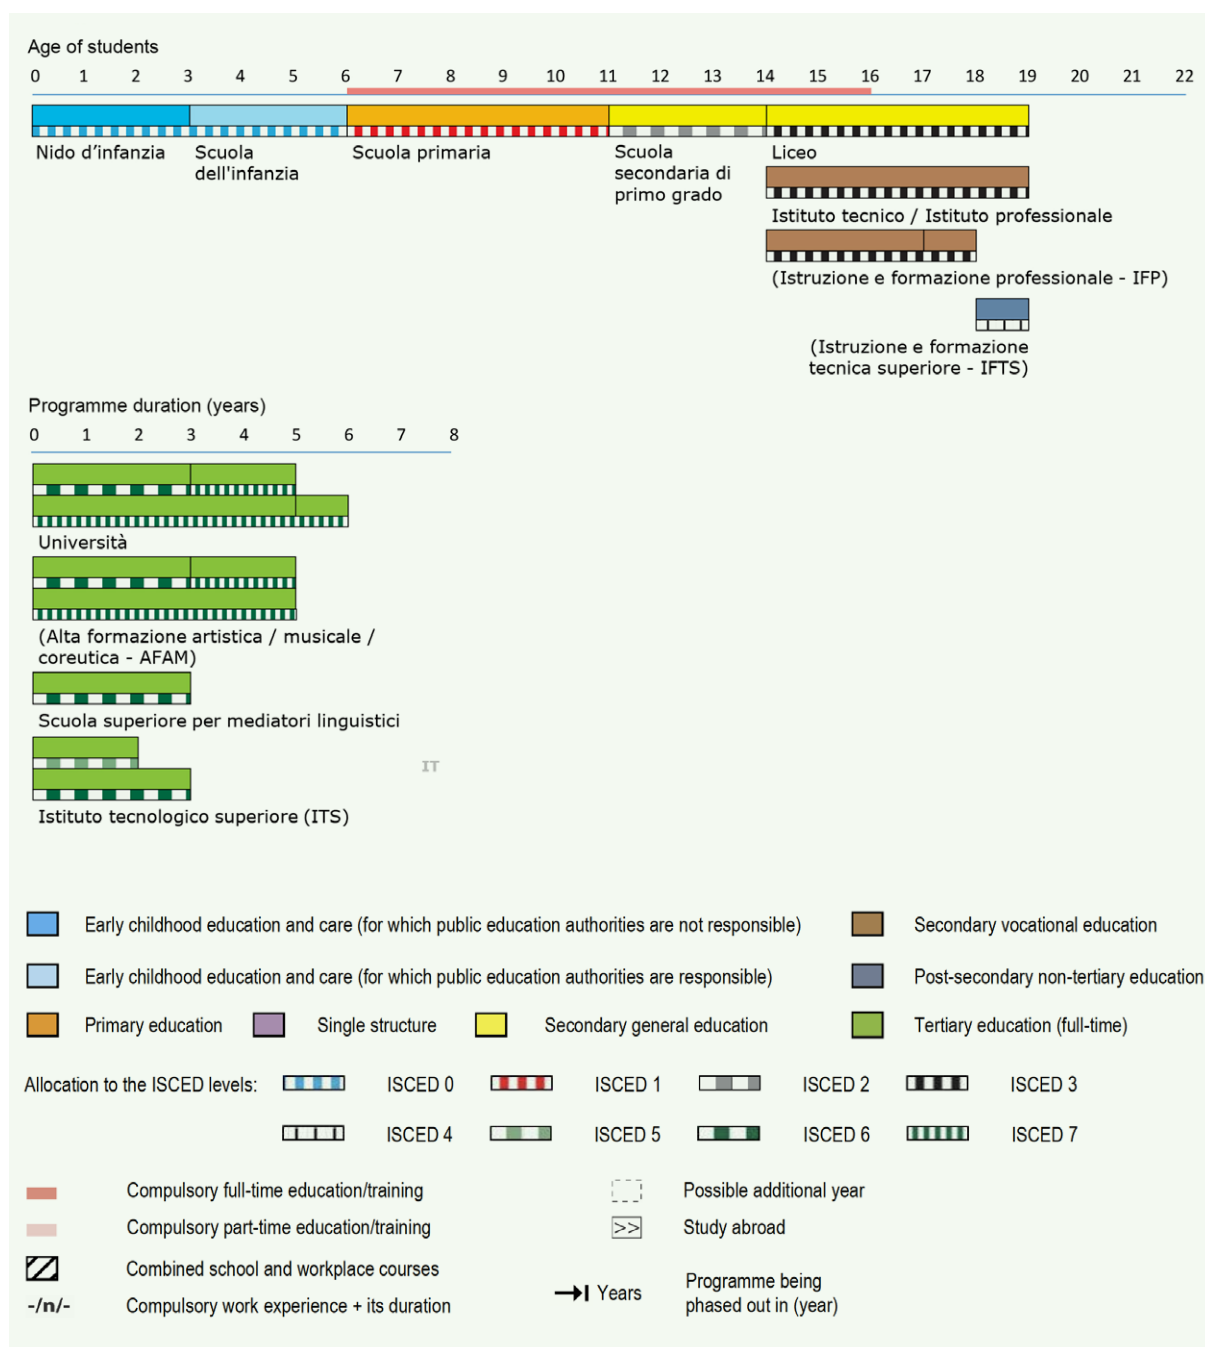 Age of students
0 1 2 3 4 5 6 7 8 9 10 11 12 13 14 15 16 17 18 19 20 21 22
Nido d’infanzia
Scuola
dell'infanzia
Scuola primaria
Scuola
secondaria di
primo grado
Liceo
Istituto tecnico / Istituto professionale
(Istruzione e formazione professionale - IFP)
(Istruzione e formazione
tecnica superiore - IFTS)
Programme duration (years)
0 1 2 3 4 5 6 7 8
Università
(Alta formazione artistica / musicale /
coreutica - AFAM)
Scuola superiore per mediatori linguistici
IT
Istituto tecnologico superiore (ITS)
Early childhood education and care (for which public education authorities are not responsible)
Secondary vocational education
Early childhood education and care (for which public education authorities are responsible)
Post-secondary non-tertiary education
Primary education
Single structure
Secondary general education
Tertiary education (full-time)
Allocation to the ISCED levels:
ISCED 0
ISCED 1
ISCED 2
ISCED 3
ISCED 4
ISCED 5
ISCED 6
ISCED 7
Compulsory full-time education/training
Possible additional year
Compulsory part-time education/training
>> Study abroad
Combined school and workplace courses
-/n/- Compulsory work experience + its duration
Years
Programme being
phased out in (year)